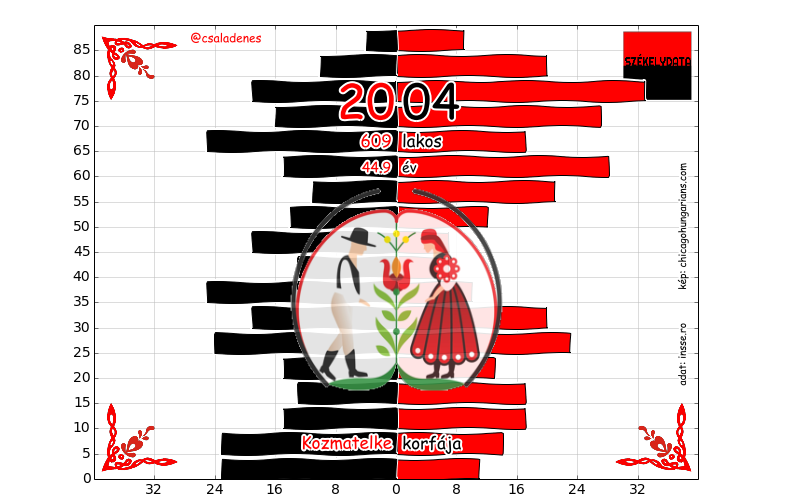 @csaladenes
SZÉKELYDATA
2004
609 lakos
44.9 év
kép: chicagohungarians.com
adat: insse.ro
Kozmatelke korfája
85
80
75
70
65
60
55
50
45
40
35
30
25
20
15
10
5
0
32 24 16 8 0 8 16 24 32